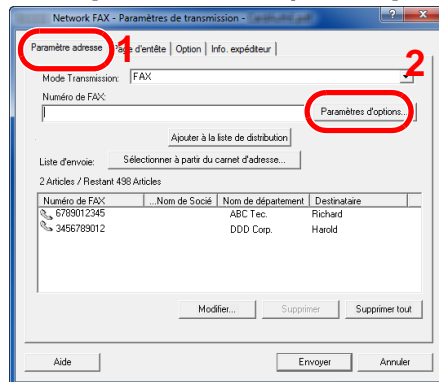 Network FAX - Paramètres de transmission -
Paramètre adresse d'entête Option Info. expéditeur
1
2
Mode Transmission: FAX
Numéro de FAX:
Paramètres d'options...
Ajouter à la liste de distribution
Liste d'envoie: Sélectionner à partir du carnet d'adresse...
2 Articles / Restant 498 Articles
Numéro de FAX ...Nom de Socié Nom de département Destinataire
6789012345 ABC Tec. Richard
3456789012 DDD Corp. Harold
Modifier... Supprimer Supprimer tout
Aide Envoyer Annuler